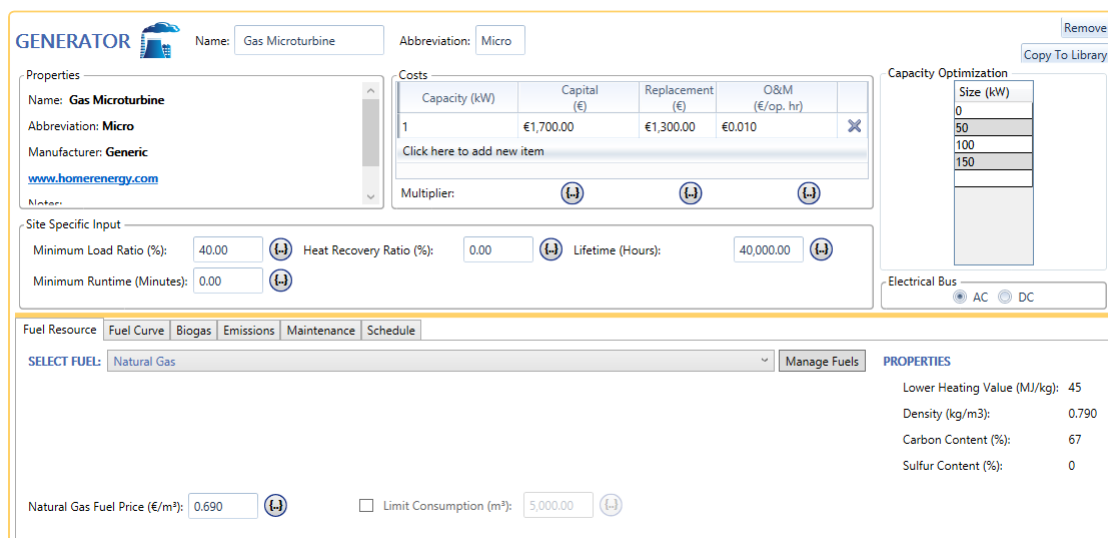 Remove
GENERATOR Name: Gas Microturbine Abbreviation: Micro
Copy To Library
Properties
Name: Gas Microturbine
Abbreviation: Micro
Manufacturer: Generic
www.homerenergy.com
Notes:
Costs
Capacity (kW) Capital (€) Replacement (€) O&M (€/op. hr)
1 €1,700.00 €1,300.00 €0.010
Click here to add new item
Multiplier: {..} {..} {..}
Capacity Optimization
Size (kW)
0
50
100
150
Site Specific Input
Minimum Load Ratio (%): 40.00 {..} Heat Recovery Ratio (%): 0.00 {..} Lifetime (Hours): 40,000.00 {..}
Minimum Runtime (Minutes): 0.00 {..}
Electrical Bus
AC DC
Fuel Resource Fuel Curve Biogas Emissions Maintenance Schedule
SELECT FUEL: Natural Gas Manage Fuels
PROPERTIES
Lower Heating Value (MJ/kg): 45
Density (kg/m3): 0.790
Carbon Content (%): 67
Sulfur Content (%): 0
Natural Gas Fuel Price (€/m³): 0.690 {..} Limit Consumption (m³): 5,000.00 {..}